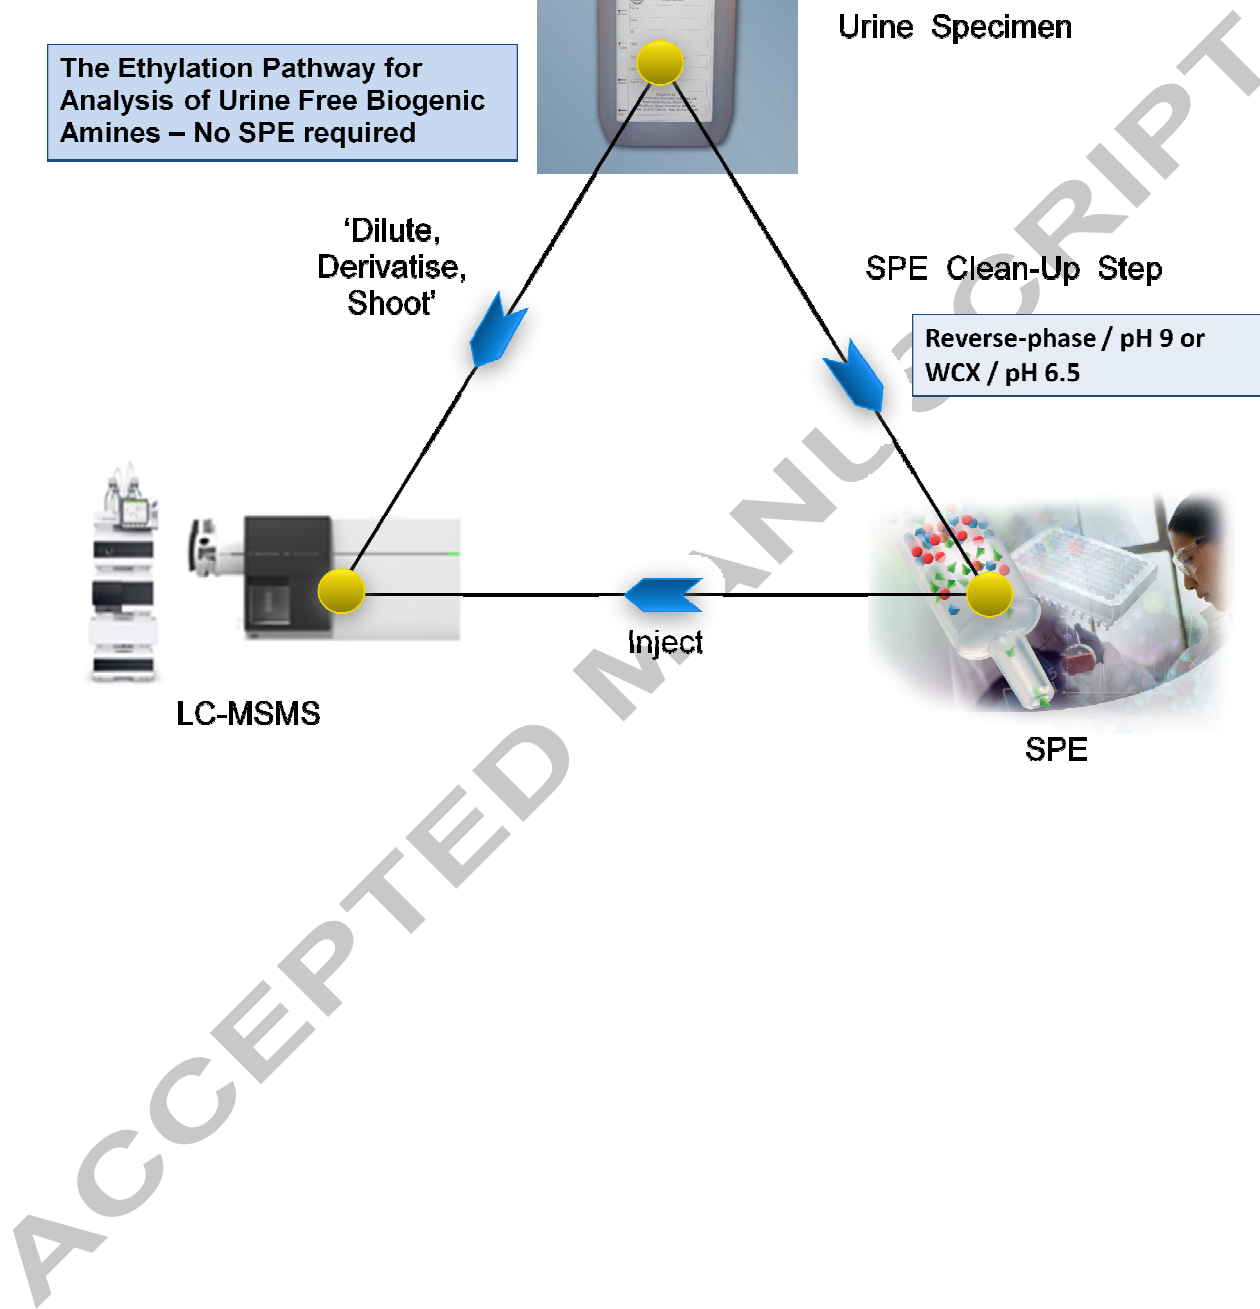 Urine Specimen
The Ethylation Pathway for
Analysis of Urine Free Biogenic
Amines – No SPE required
‘Dilute,
Derivatise,
Shoot’
SPE Clean-Up Step
Reverse-phase / pH 9 or
WCX / pH 6.5
Inject
LC-MSMS
SPE
ACCEPTED MANUSCRIPT